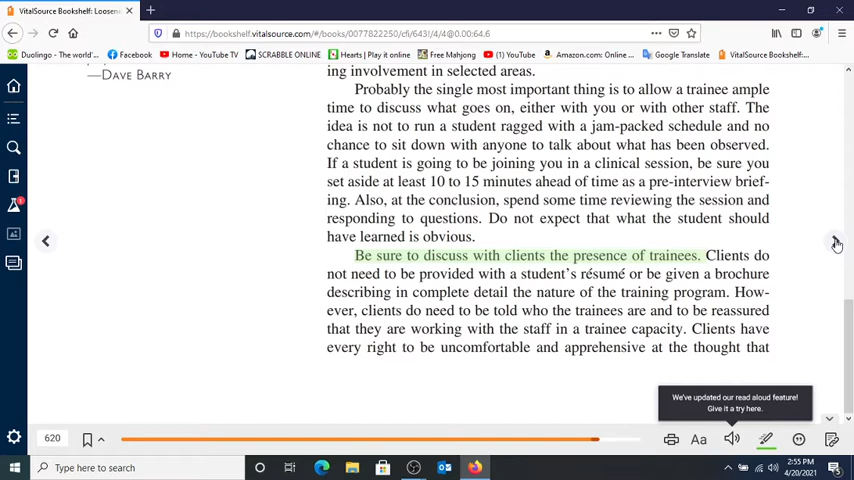 VitalSource Bookshelf: Loosenin
https://bookshelf.vitalsource.com/#/books/0077822250/cfi/643!/4/4@0.00:64.6
Duolingo - The world's...
Facebook
Home - YouTube TV
SCRABBLE ONLINE
Hearts | Play it online
Free Mahjong
(1) YouTube
Amazon.com: Online...
Google Translate
VitalSource Bookshelf:...
—DAVE BARRY
ing involvement in selected areas.
Probably the single most important thing is to allow a trainee ample
time to discuss what goes on, either with you or with other staff. The
idea is not to run a student ragged with a jam-packed schedule and no
chance to sit down with anyone to talk about what has been observed.
If a student is going to be joining you in a clinical session, be sure you
set aside at least 10 to 15 minutes ahead of time as a pre-interview brief-
ing. Also, at the conclusion, spend some time reviewing the session and
responding to questions. Do not expect that what the student should
have learned is obvious.
Be sure to discuss with clients the presence of trainees. Clients do
not need to be provided with a student's résumé or be given a brochure
describing in complete detail the nature of the training program. How-
ever, clients do need to be told who the trainees are and to be reassured
that they are working with the staff in a trainee capacity. Clients have
every right to be uncomfortable and apprehensive at the thought that
We've updated our read aloud feature!
Give it a try here.
620
Aa
Type here to search
2:55 PM
4/20/2021